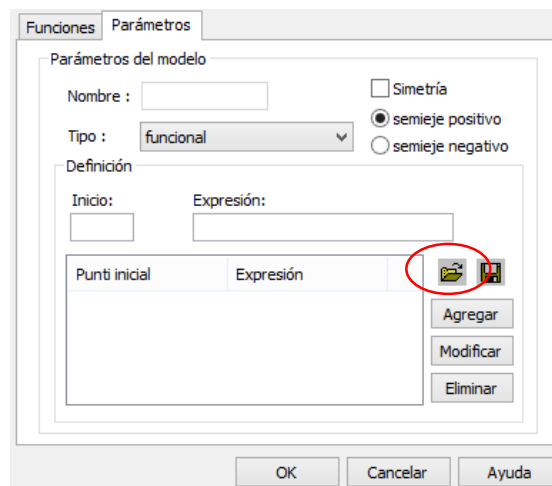 Funciones Parámetros
Parámetros del modelo
Nombre :
Simetría
semieje positivo
Tipo : funcional
semieje negativo
Definición
Inicio: Expresión:
Punti inicial Expresión
Agregar
Modificar
Eliminar
OK Cancelar Ayuda